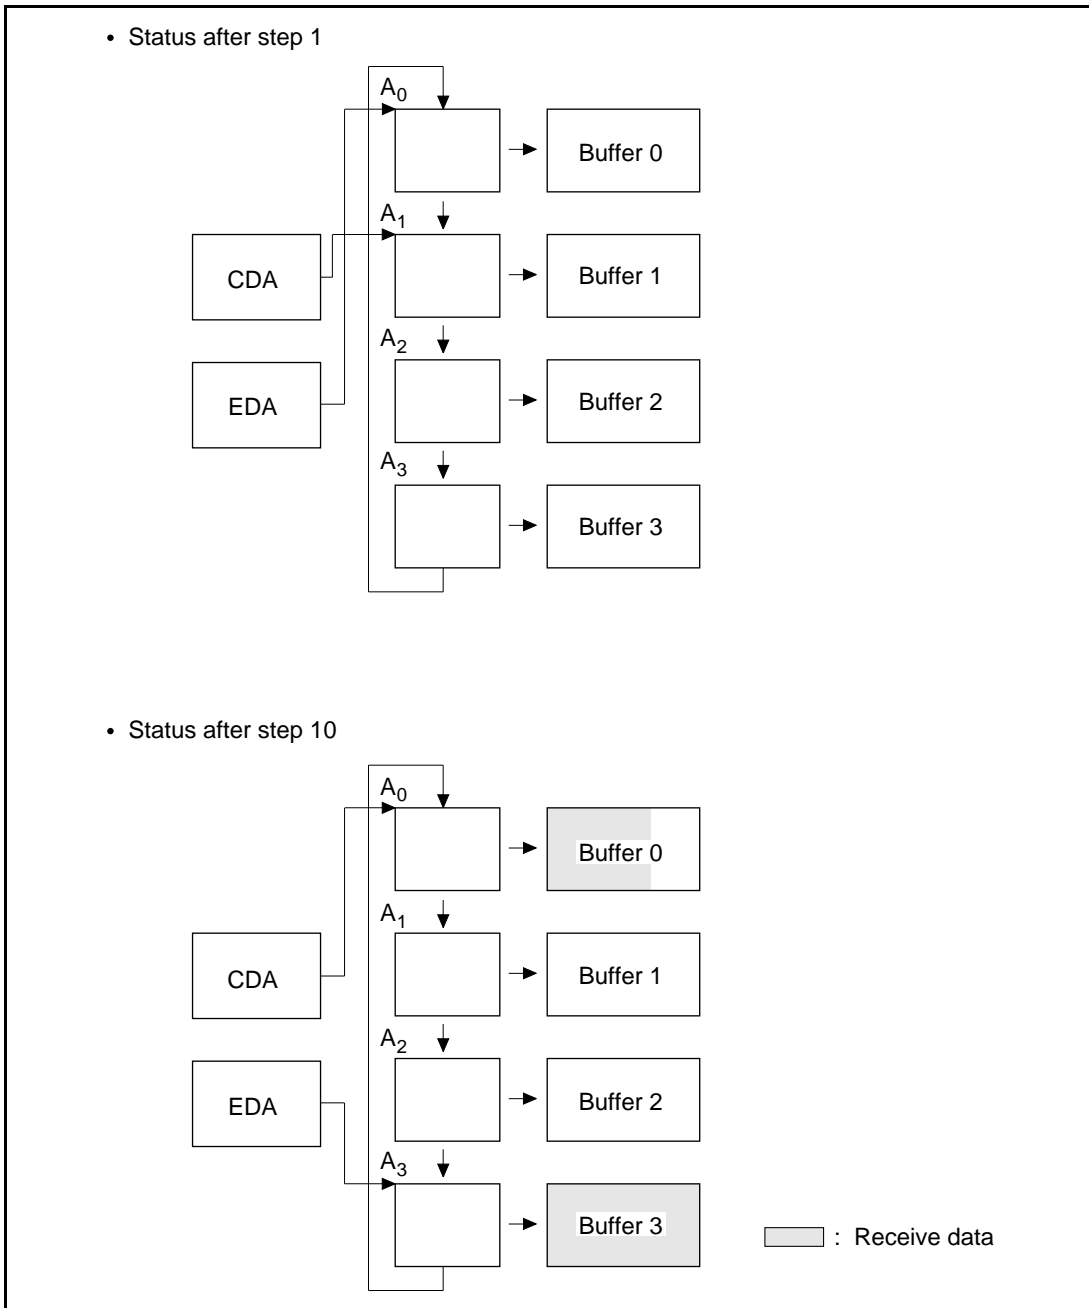 • Status after step 1
A0
Buffer 0
A1
CDA
Buffer 1
A2
EDA
Buffer 2
A3
Buffer 3
• Status after step 10
A0
Buffer 0
A1
CDA
Buffer 1
A2
EDA
Buffer 2
A3
Buffer 3
: Receive data